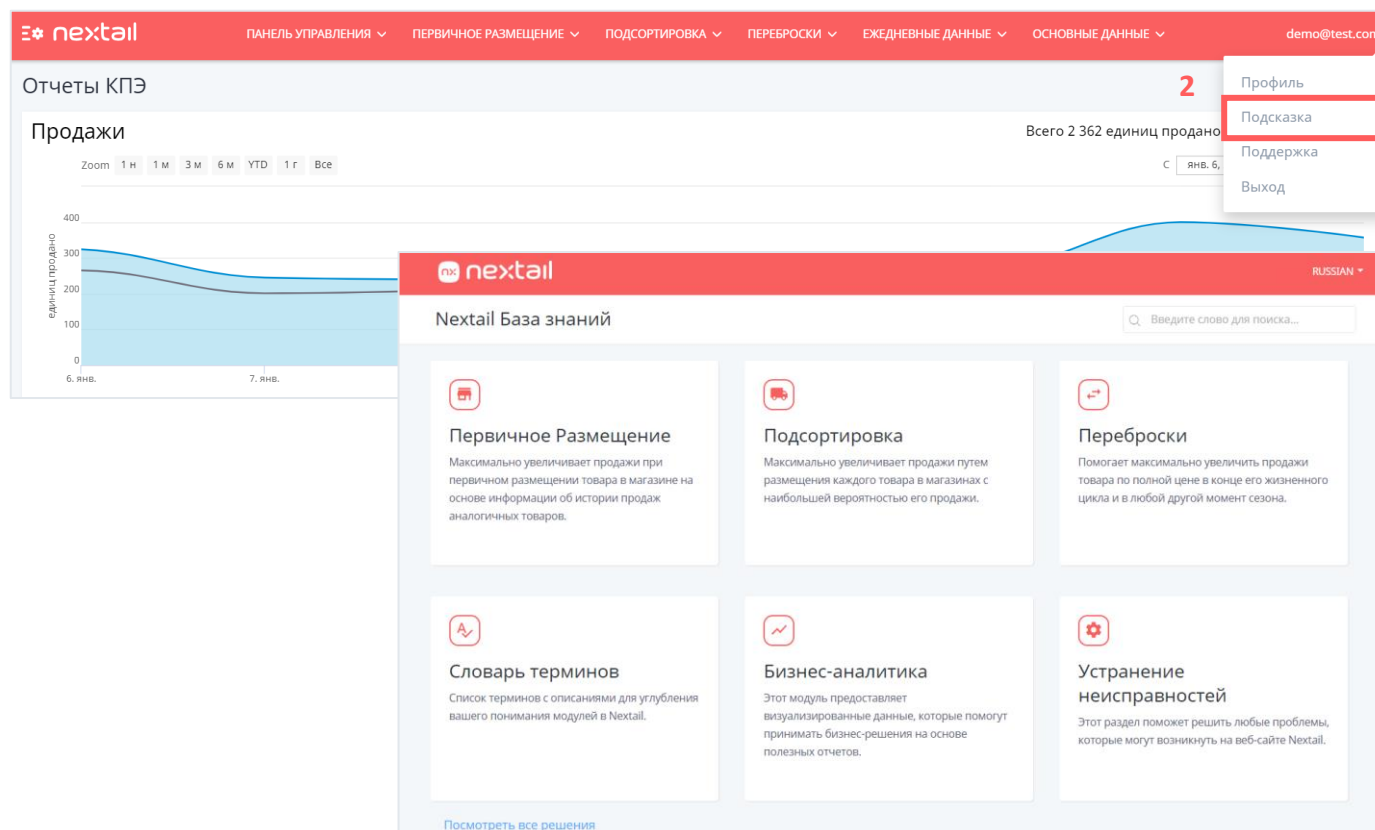 nextail
ПАНЕЛЬ УПРАВЛЕНИЯ ПЕРВИЧНОЕ РАЗМЕЩЕНИЕ ПОДСОРТИРОВКА ПЕРЕБРОСКИ ЕЖЕДНЕВНЫЕ ДАННЫЕ ОСНОВНЫЕ ДАННЫЕ demo@test.com
Отчеты КПЭ
2
Профиль
Подсказка
Поддержка
Выход
Продажи
Всего 2 362 единиц продано
Zoom 1 н 1 м 3 м 6 м YTD 1 г Все
С янв. 6,
единиц продано
400
300
200
100
0
6. янв. 7. янв.
nx nextail
RUSSIAN
Nextail База знаний
Введите слово для поиска...
Первичное Размещение
Максимально увеличивает продажи при
первичном размещении товара в магазине на
основе информации об истории продаж
аналогичных товаров.
Подсортировка
Максимально увеличивает продажи путем
размещения каждого товара в магазинах с
наибольшей вероятностью его продажи.
Переброски
Помогает максимально увеличить продажи
товара по полной цене в конце его жизненного
цикла и в любой другой момент сезона.
Словарь терминов
Список терминов с описаниями для углубления
вашего понимания модулей в Nextail.
Бизнес-аналитика
Этот модуль предоставляет
визуализированные данные, которые помогут
принимать бизнес-решения на основе
полезных отчетов.
Устранение
неисправностей
Этот раздел поможет решить любые проблемы,
которые могут возникнуть на веб-сайте Nextail.
Посмотреть все решения